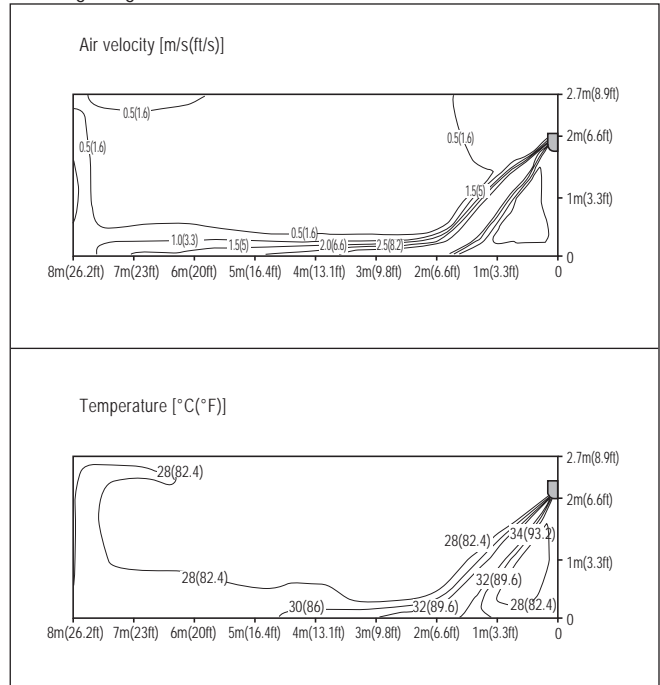 Air velocity [m/s(ft/s)]
2.7m(8.9ft)
0.5(1.6)
2m(6.6ft)
0.5(1.6)
0.5(1.6)
1.5(5)
1m(3.3ft)
0.5(1.6)
1.0(3.3)
1.5(5)
2.0(6.6)
2.5(8.2)
0
8m(26.2ft) 7m(23ft) 6m(20ft) 5m(16.4ft) 4m(13.1ft) 3m(9.8ft) 2m(6.6ft) 1m(3.3ft) 0
Temperature [°C(°F)]
2.7m(8.9ft)
28(82.4)
2m(6.6ft)
28(82.4)
34(93.2)
1m(3.3ft)
28(82.4)
32(89.6)
30(86)
32(89.6)
28(82.4)
0
8m(26.2ft) 7m(23ft) 6m(20ft) 5m(16.4ft) 4m(13.1ft) 3m(9.8ft) 2m(6.6ft) 1m(3.3ft) 0